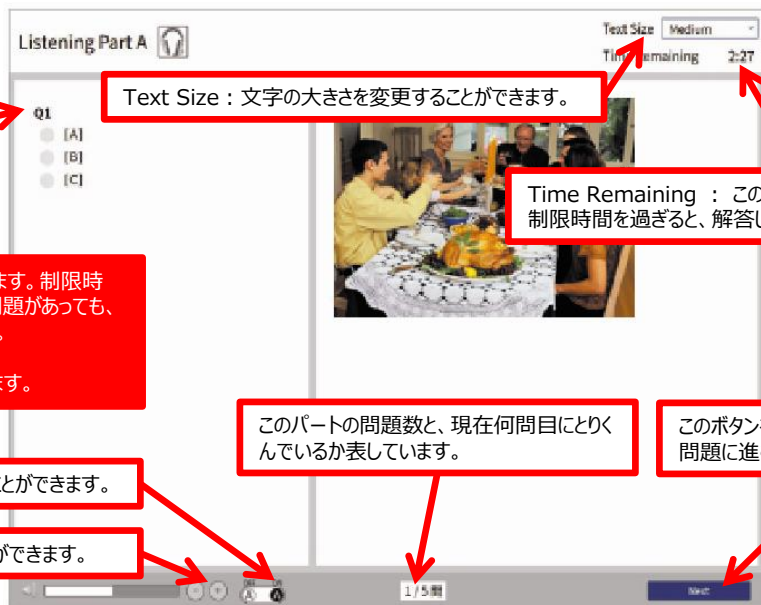 Listening Part A
Text Size Medium
Time Remaining 2:27
Text Size：文字の大きさを変更することができます。
Q1
[A]
[B]
[C]
Time Remaining ： この
制限時間を過ぎると、解答し
ます。制限時
問題があっても、
。
ます。
このパートの問題数と、現在何問目にとりく
んでいるか表しています。
このボタン
問題に進
とができます。
ができます。
1/5問
Next